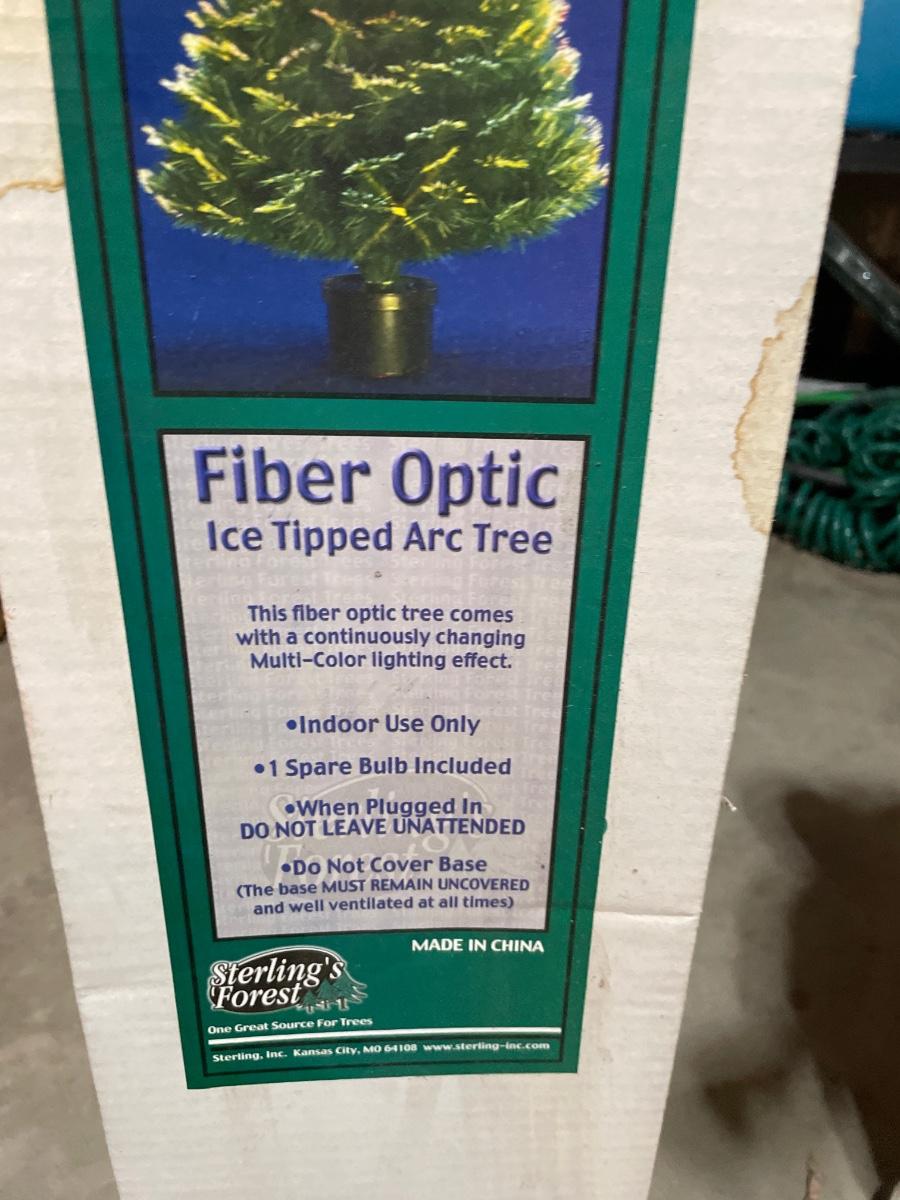 Fiber Optic
Ice Tipped Arc Tree
This fiber optic tree comes
with a continuously changing
Multi-Color lighting effect.
•Indoor Use Only
•1 Spare Bulb Included
•When Plugged In
DO NOT LEAVE UNATTENDED
•Do Not Cover Base
(The base MUST REMAIN UNCOVERED
and well ventilated at all times)
MADE IN CHINA
Sterling's
Forest
One Great Source For Trees
Sterling, Inc. Kansas City, MO 64108 www.sterling-inc.com